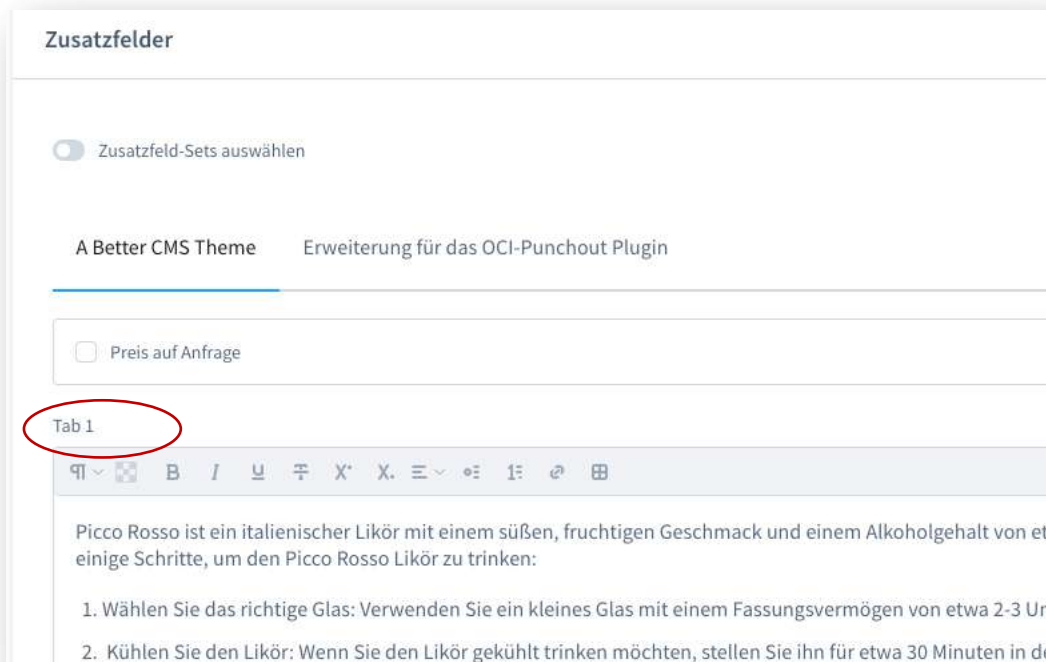 Zusatzfelder
Zusatzfeld-Sets auswählen
A Better CMS Theme Erweiterung für das OCI-Punchout Plugin
Preis auf Anfrage
Tab 1
B I U X X.
Picco Rosso ist ein italienischer Likör mit einem süßen, fruchtigen Geschmack und einem Alkoholgehalt von
einige Schritte, um den Picco Rosso Likör zu trinken:
1. Wählen Sie das richtige Glas: Verwenden Sie ein kleines Glas mit einem Fassungsvermögen von etwa 2-3
2. Kühlen Sie den Likör: Wenn Sie den Likör gekühlt trinken möchten, stellen Sie ihn für etwa 30 Minuten in